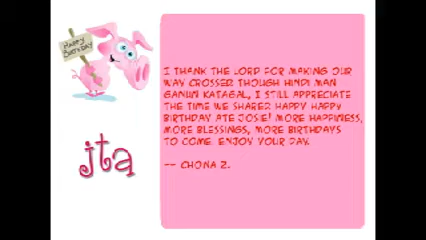 HAPPY
BIRTHDAY
I THANK THE LORD FOR MAKING OUR
WAY CROSSED THOUGH HINDI MAN
GANUN KATAGAL, I STILL APPRECIATE
THE TIME WE SHARED HAPPY HAPPY
BIRTHDAY ATE JOSIE! MORE HAPPINESS,
MORE BLESSINGS, MORE BIRTHDAYS
TO COME. ENJOY YOUR DAY.
-- CHONA Z.
jta